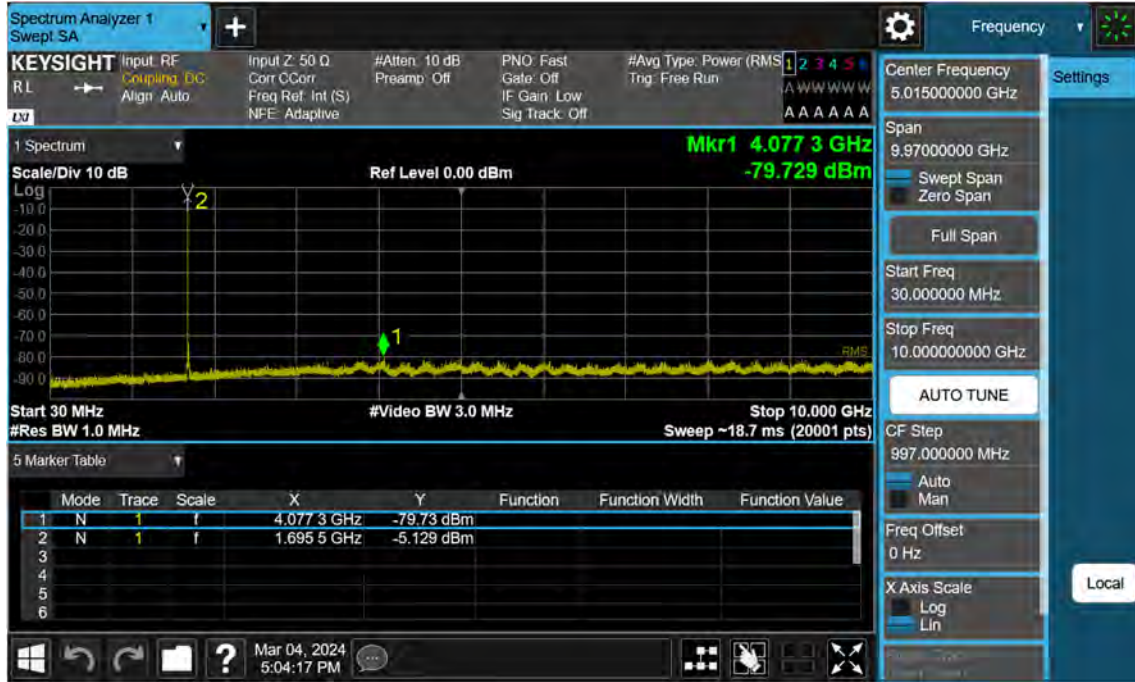 Spectrum Analyzer 1
Swept SA
+
Frequency
KEYSIGHT
RL
LXI
Input: RF
Coupling: DC
Align: Auto
Input Z: 50 Ω
Corr CCorr
Freq Ref: Int (S)
NFE: Adaptive
#Atten: 10 dB
Preamp: Off
PNO: Fast
Gate: Off
IF Gain: Low
Sig Track: Off
#Avg Type: Power (RMS
Trig: Free Run
1 2 3 4 5 6
A W W W W W
A A A A A A
1 Spectrum
Scale/Div 10 dB
Ref Level 0.00 dBm
Mkr1 4.077 3 GHz
-79.729 dBm
Log
-10.0
-20.0
-30.0
-40.0
-50.0
-60.0
-70.0
-80.0
-90.0
2
1
RMS
Start 30 MHz
#Video BW 3.0 MHz
Stop 10.000 GHz
#Res BW 1.0 MHz
Sweep ~18.7 ms (20001 pts)
5 Marker Table
Mode Trace Scale X Y Function Function Width Function Value
1 N 1 f 4.077 3 GHz -79.73 dBm
2 N 1 f 1.695 5 GHz -5.129 dBm
3
4
5
6
?
Mar 04, 2024
5:04:17 PM
Center Frequency
5.015000000 GHz
Settings
Span
9.97000000 GHz
Swept Span
Zero Span
Full Span
Start Freq
30.000000 MHz
Stop Freq
10.000000000 GHz
AUTO TUNE
CF Step
997.000000 MHz
Auto
Man
Freq Offset
0 Hz
X Axis Scale
Log
Lin
Local